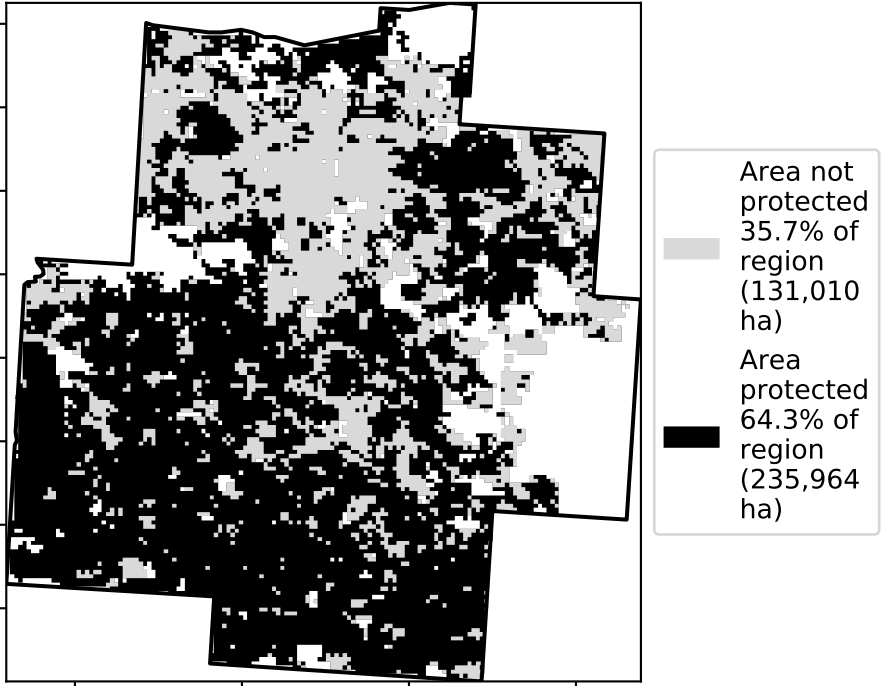 Area not
protected
35.7% of
region
(131,010
ha)
Area
protected
64.3% of
region
(235,964
ha)